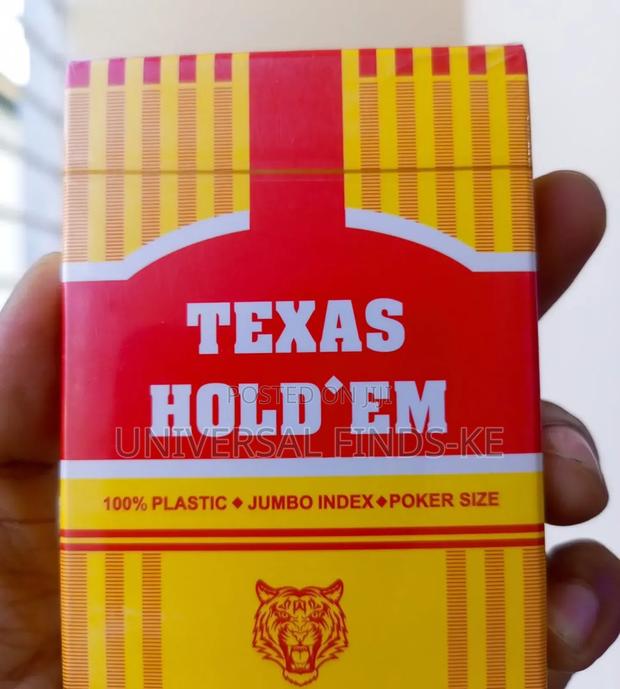 TEXAS
HOLD'EM
POSTED ON JIJI
UNIVERSAL FINDS-KE
100% PLASTIC ◆ JUMBO INDEX◆POKER SIZE